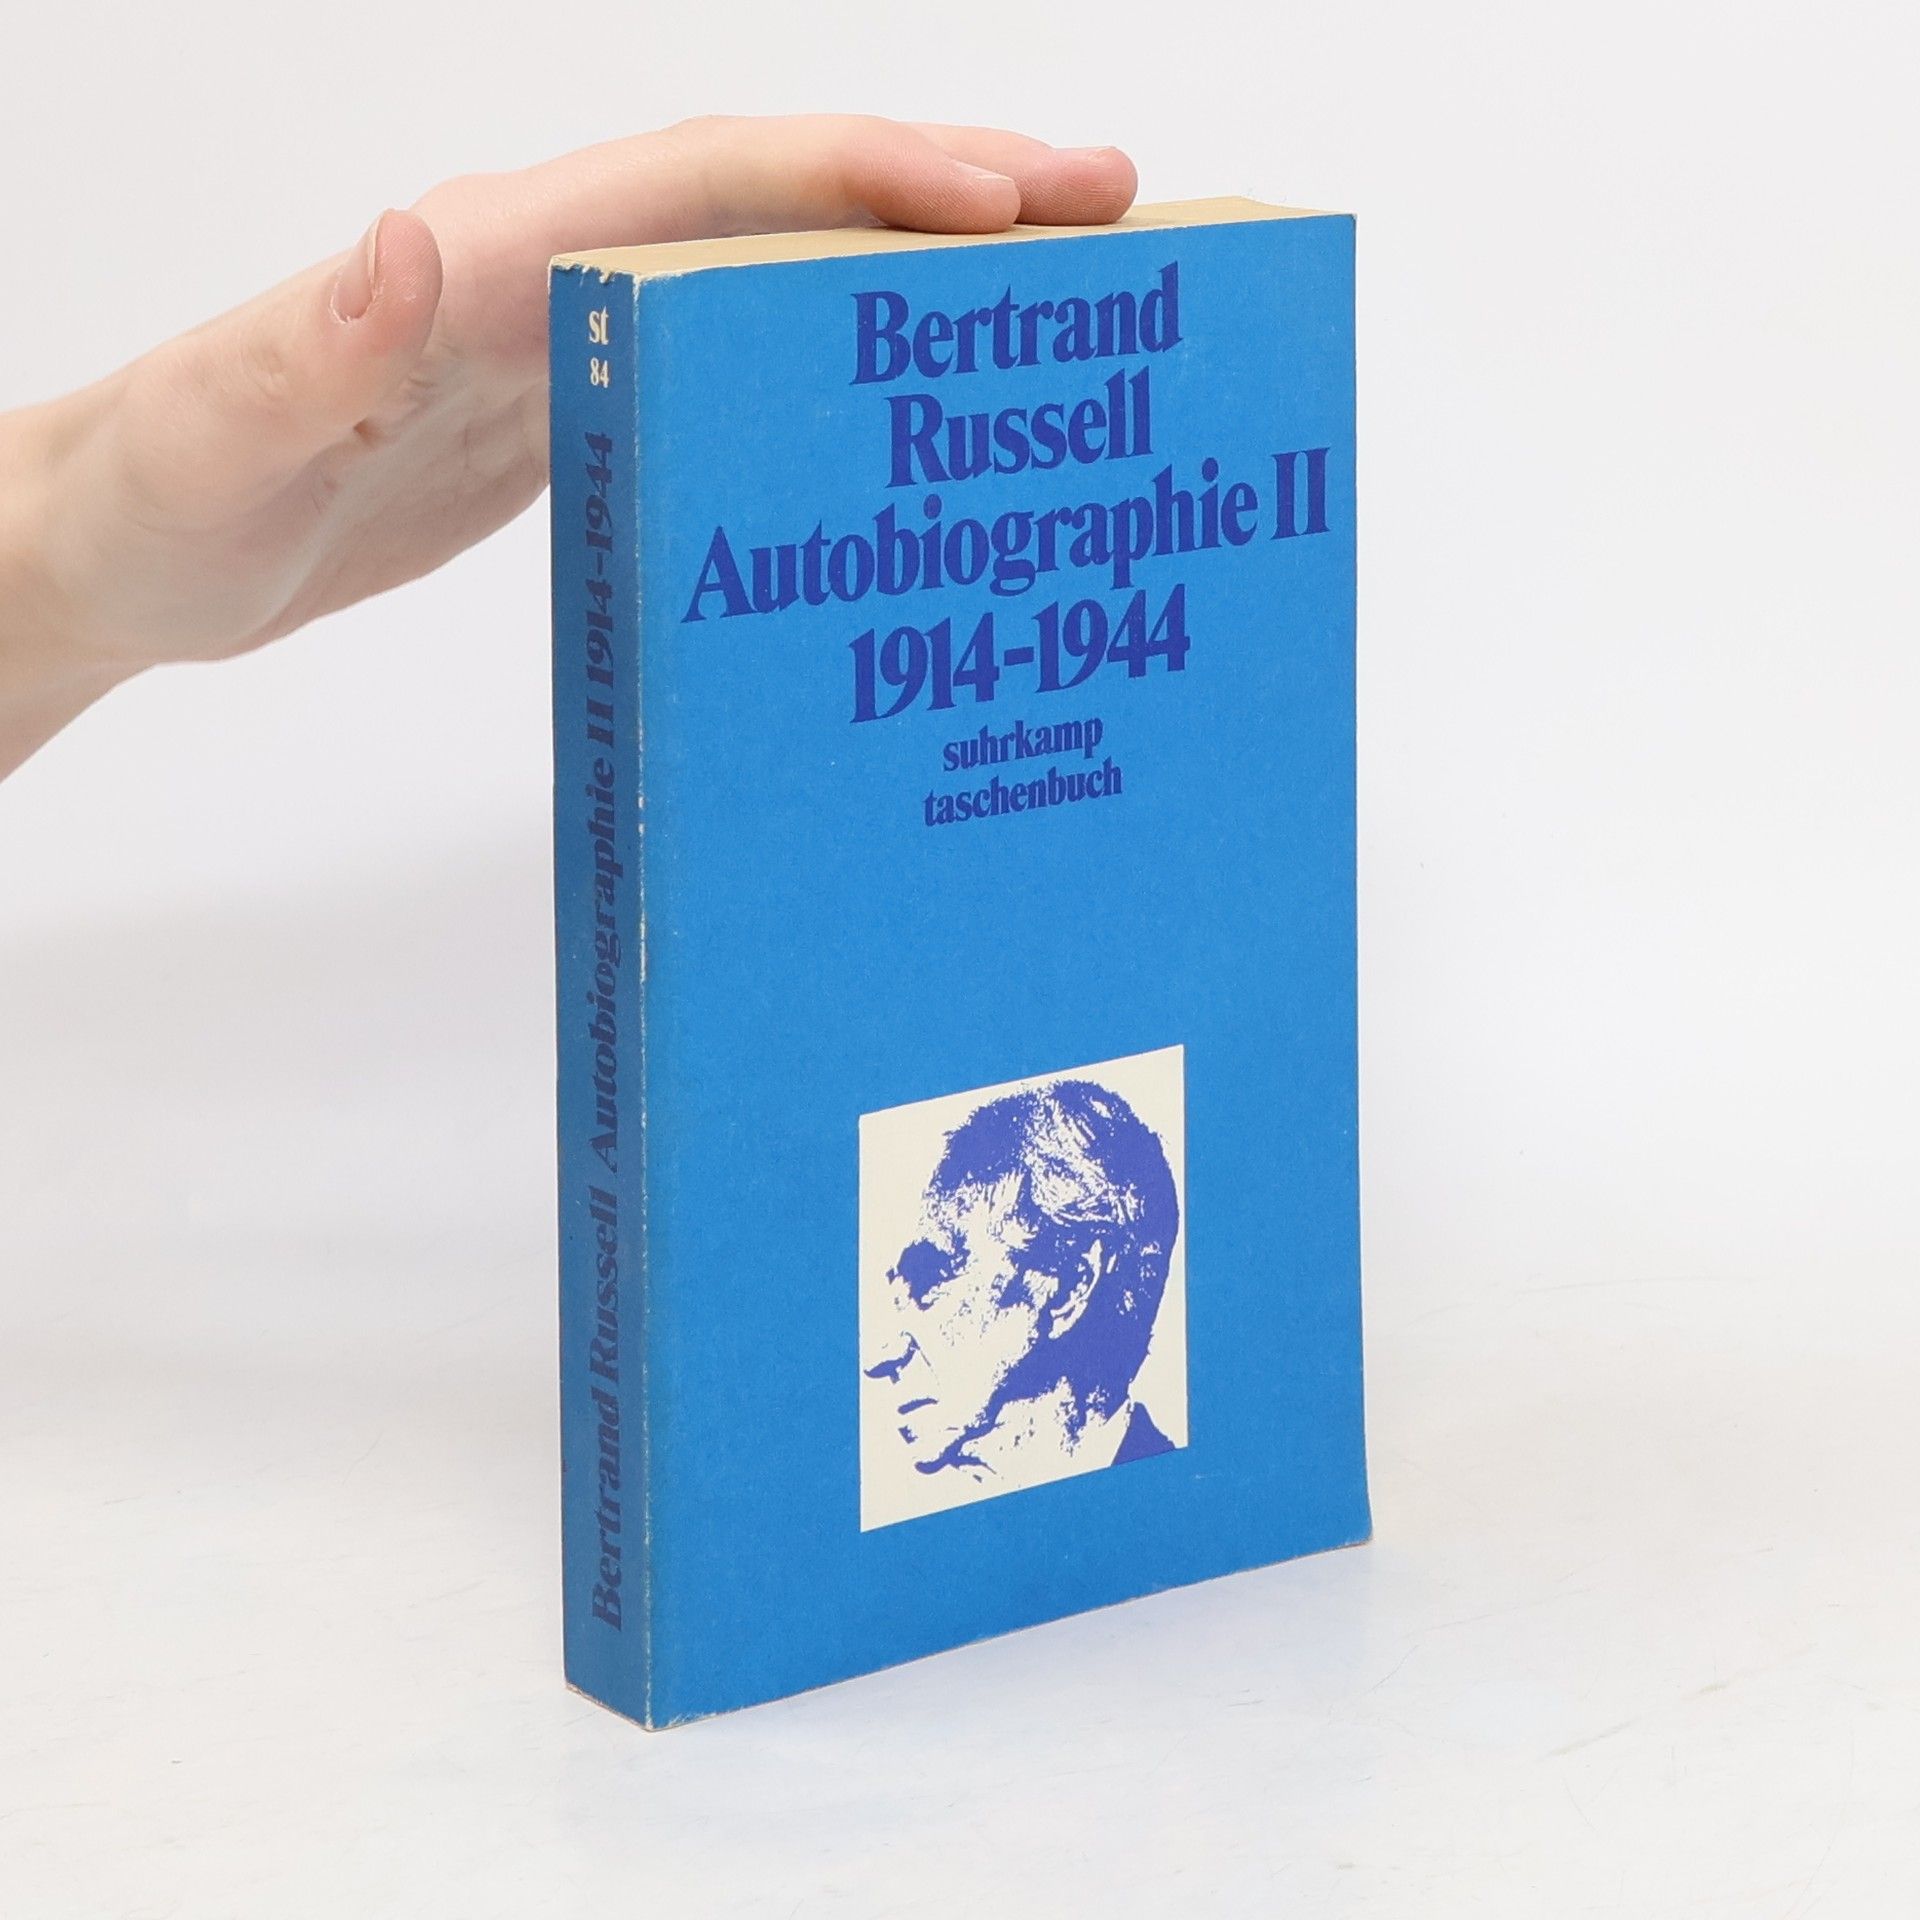 st
84
Bertrand Russell Autobiographie II 1914-1944
Bertrand
Russell
Autobiographie II
1914-1944
suhrkamp
taschenbuch